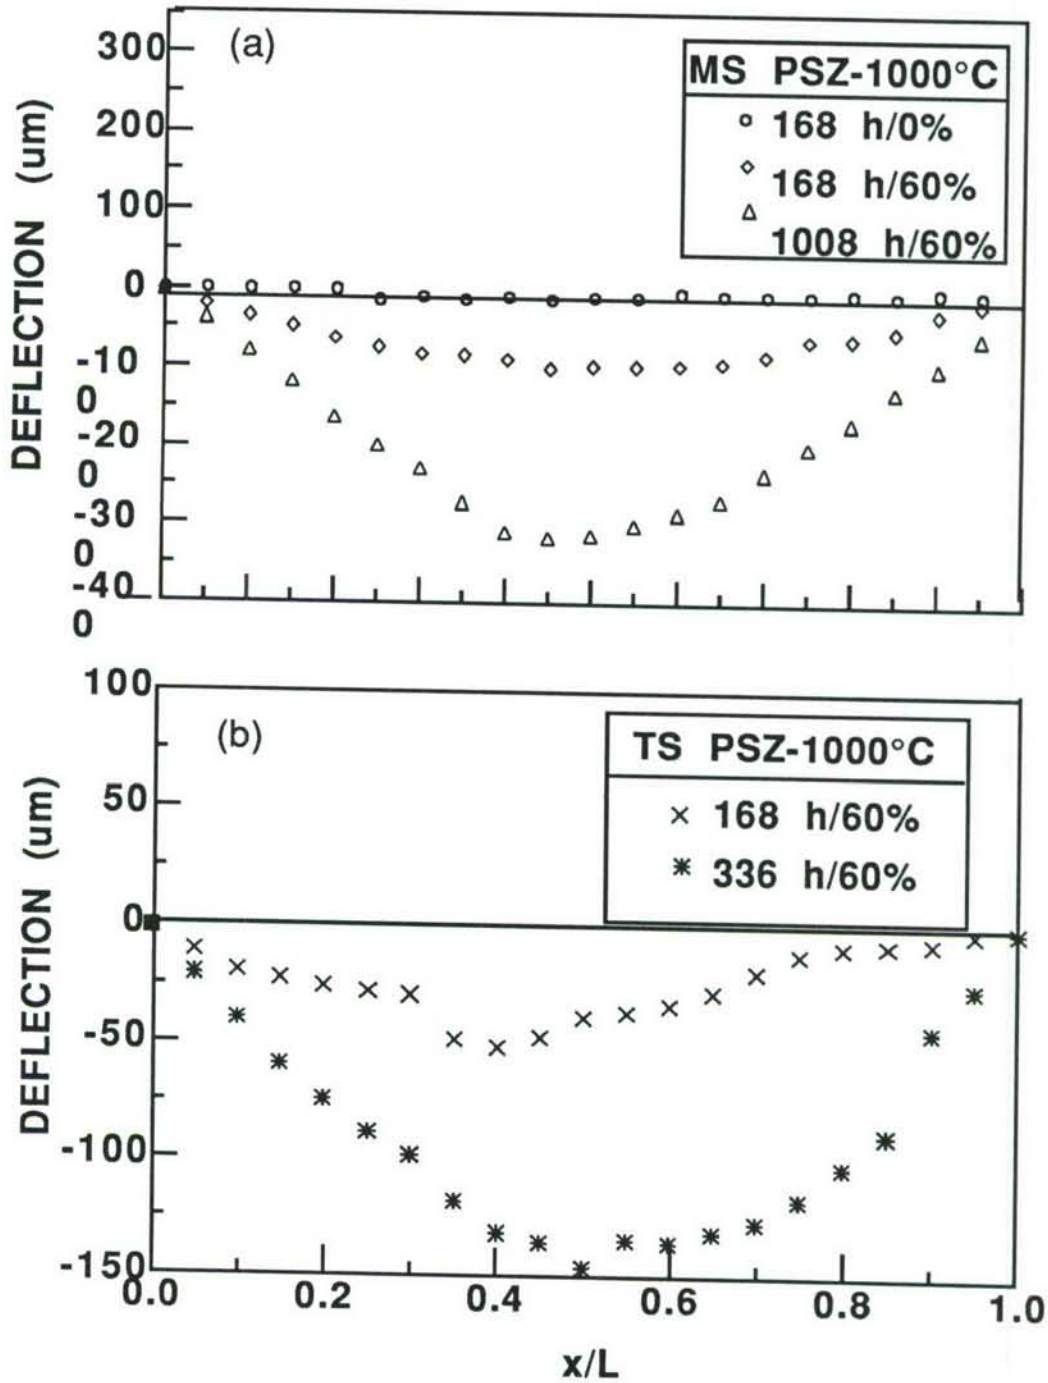 (a)
MS PSZ-1000°C
168 h/0%
168 h/60%
1008 h/60%
DEFLECTION (um)
300
200
100
0
-10
0
-20
0
-30
0
-40
0
(b)
TS PSZ-1000°C
168 h/60%
336 h/60%
DEFLECTION (um)
100
50
0
-50
-100
-150
0.0 0.2 0.4 0.6 0.8 1.0
x/L